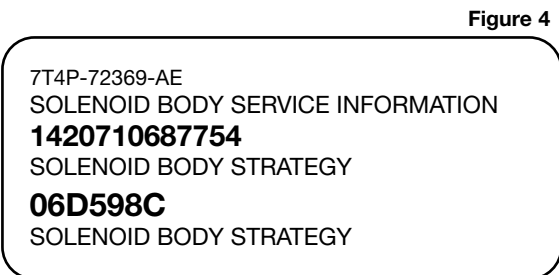 Figure 4
7T4P-72369-AE
SOLENOID BODY SERVICE INFORMATION
1420710687754
SOLENOID BODY STRATEGY
06D598C
SOLENOID BODY STRATEGY